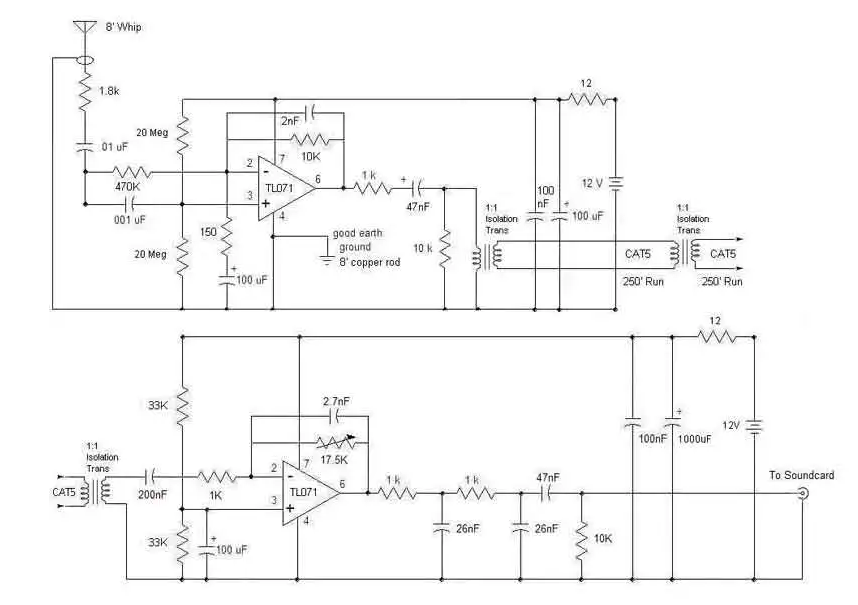 8' Whip
1.8k
01 uF
20 Meg
470K
001 uF
20 Meg
2nF
10K
2
7
TL071
6
3
4
150
100 uF
good earth
ground
8' copper rod
1 k
47nF
10 k
1:1
Isolation
Trans
100
nF
100 uF
12
12 V
CAT5
250' Run
1:1
Isolation
Trans
CAT5
250' Run
12
33K
2.7nF
17.5K
1:1
Isolation
Trans
CAT5
200nF
1K
2
7
TL071
6
3
4
33K
100 uF
1 k
1 k
47nF
26nF
26nF
10K
100nF
1000uF
12V
To Soundcard